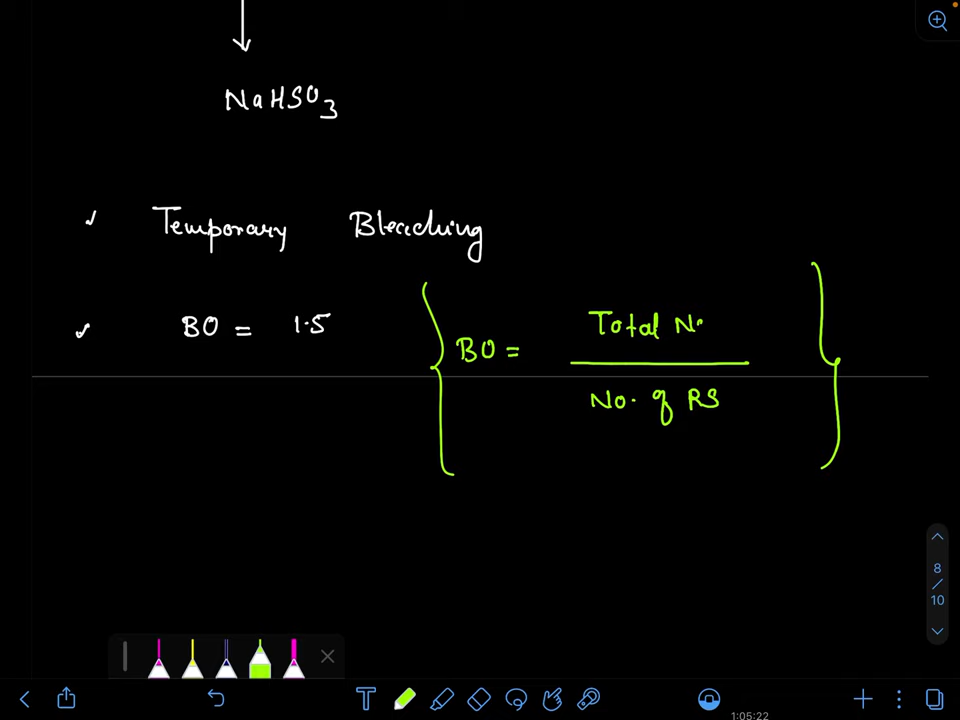 NaHSO3
✓ Temporary Bleaching
✓ BO = 1.5
BO = Total No
No. of RS
8
/
10
T
1:05:22